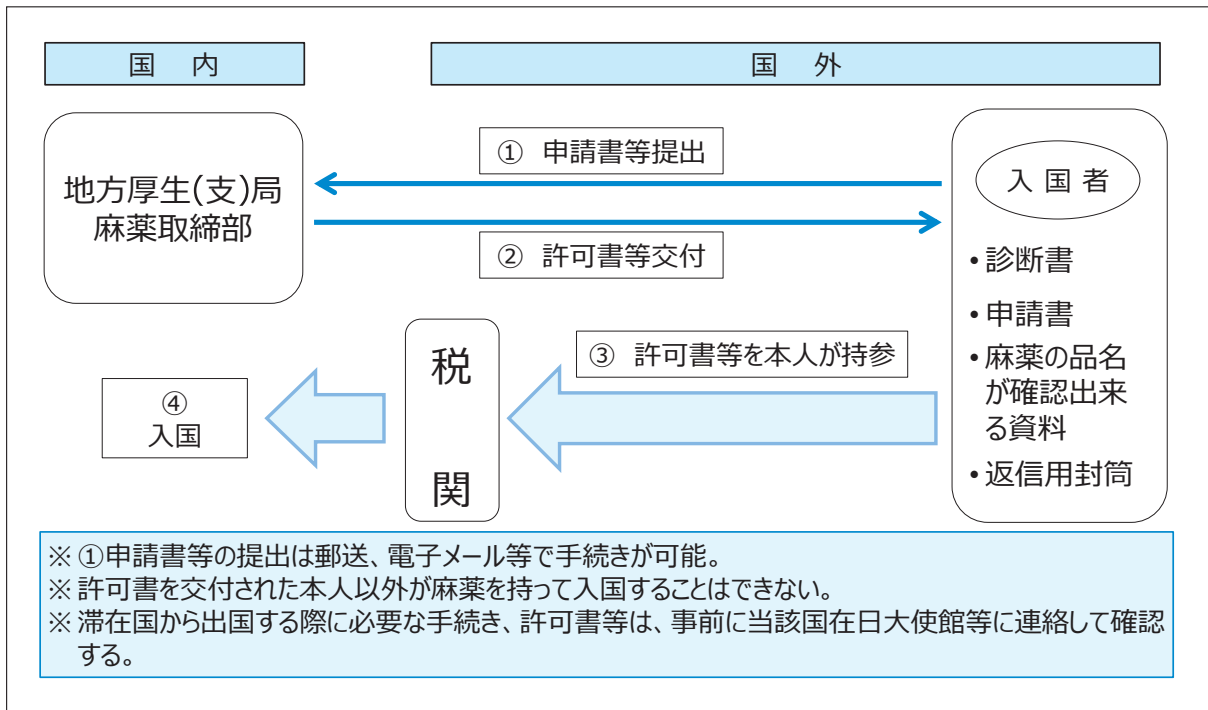 国 内
国 外
地方厚生(支)局
麻薬取締部
① 申請書等提出
② 許可書等交付
入 国 者
•診断書
•申請書
•麻薬の品名
が確認出来
る資料
•返信用封筒
③ 許可書等を本人が持参
税
関
④
入国
※ ①申請書等の提出は郵送、電子メール等で手続きが可能。
※ 許可書を交付された本人以外が麻薬を持って入国することはできない。
※ 滞在国から出国する際に必要な手続き、許可書等は、事前に当該国在日大使館等に連絡して確認
する。